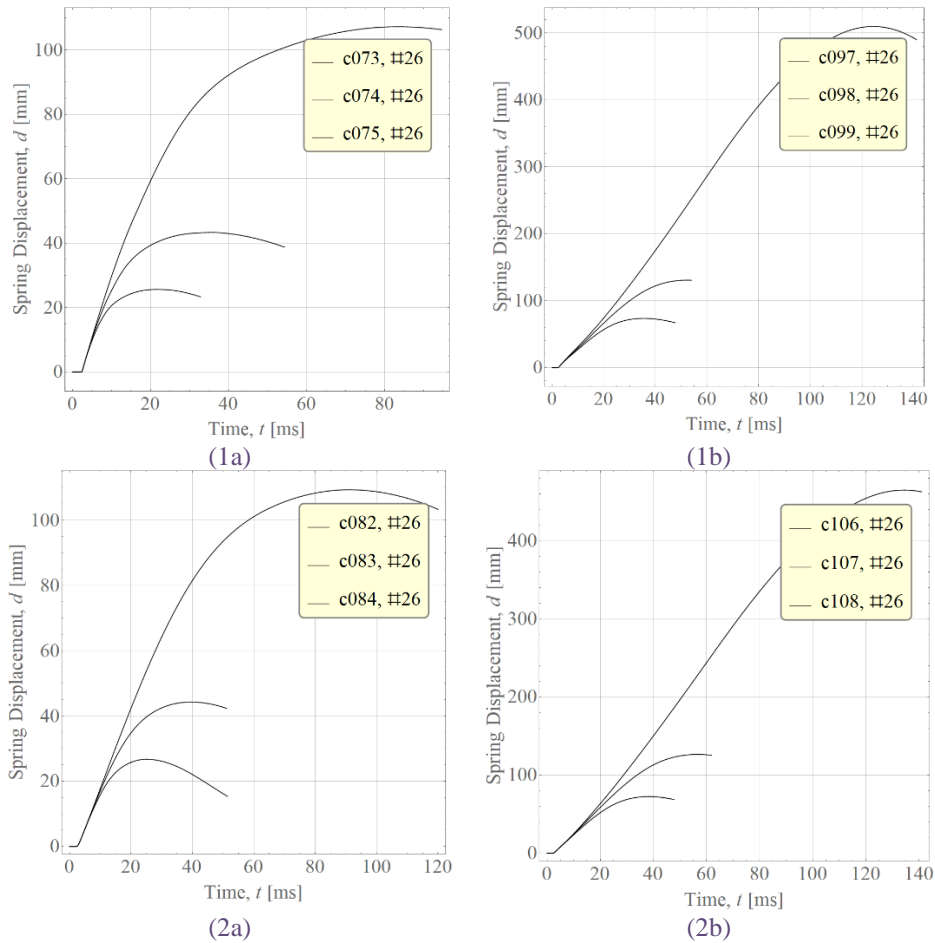 Spring Displacement, d [mm]
100
80
60
40
20
0
c073, ⌗26
c074, ⌗26
c075, ⌗26
0 20 40 60 80
Time, t [ms]
(1a)
Spring Displacement, d [mm]
500
400
300
200
100
0
c097, ⌗26
c098, ⌗26
c099, ⌗26
0 20 40 60 80 100 120 140
Time, t [ms]
(1b)
Spring Displacement, d [mm]
100
80
60
40
20
0
c082, ⌗26
c083, ⌗26
c084, ⌗26
0 20 40 60 80 100 120
Time, t [ms]
(2a)
Spring Displacement, d [mm]
400
300
200
100
0
c106, ⌗26
c107, ⌗26
c108, ⌗26
0 20 40 60 80 100 120 140
Time, t [ms]
(2b)